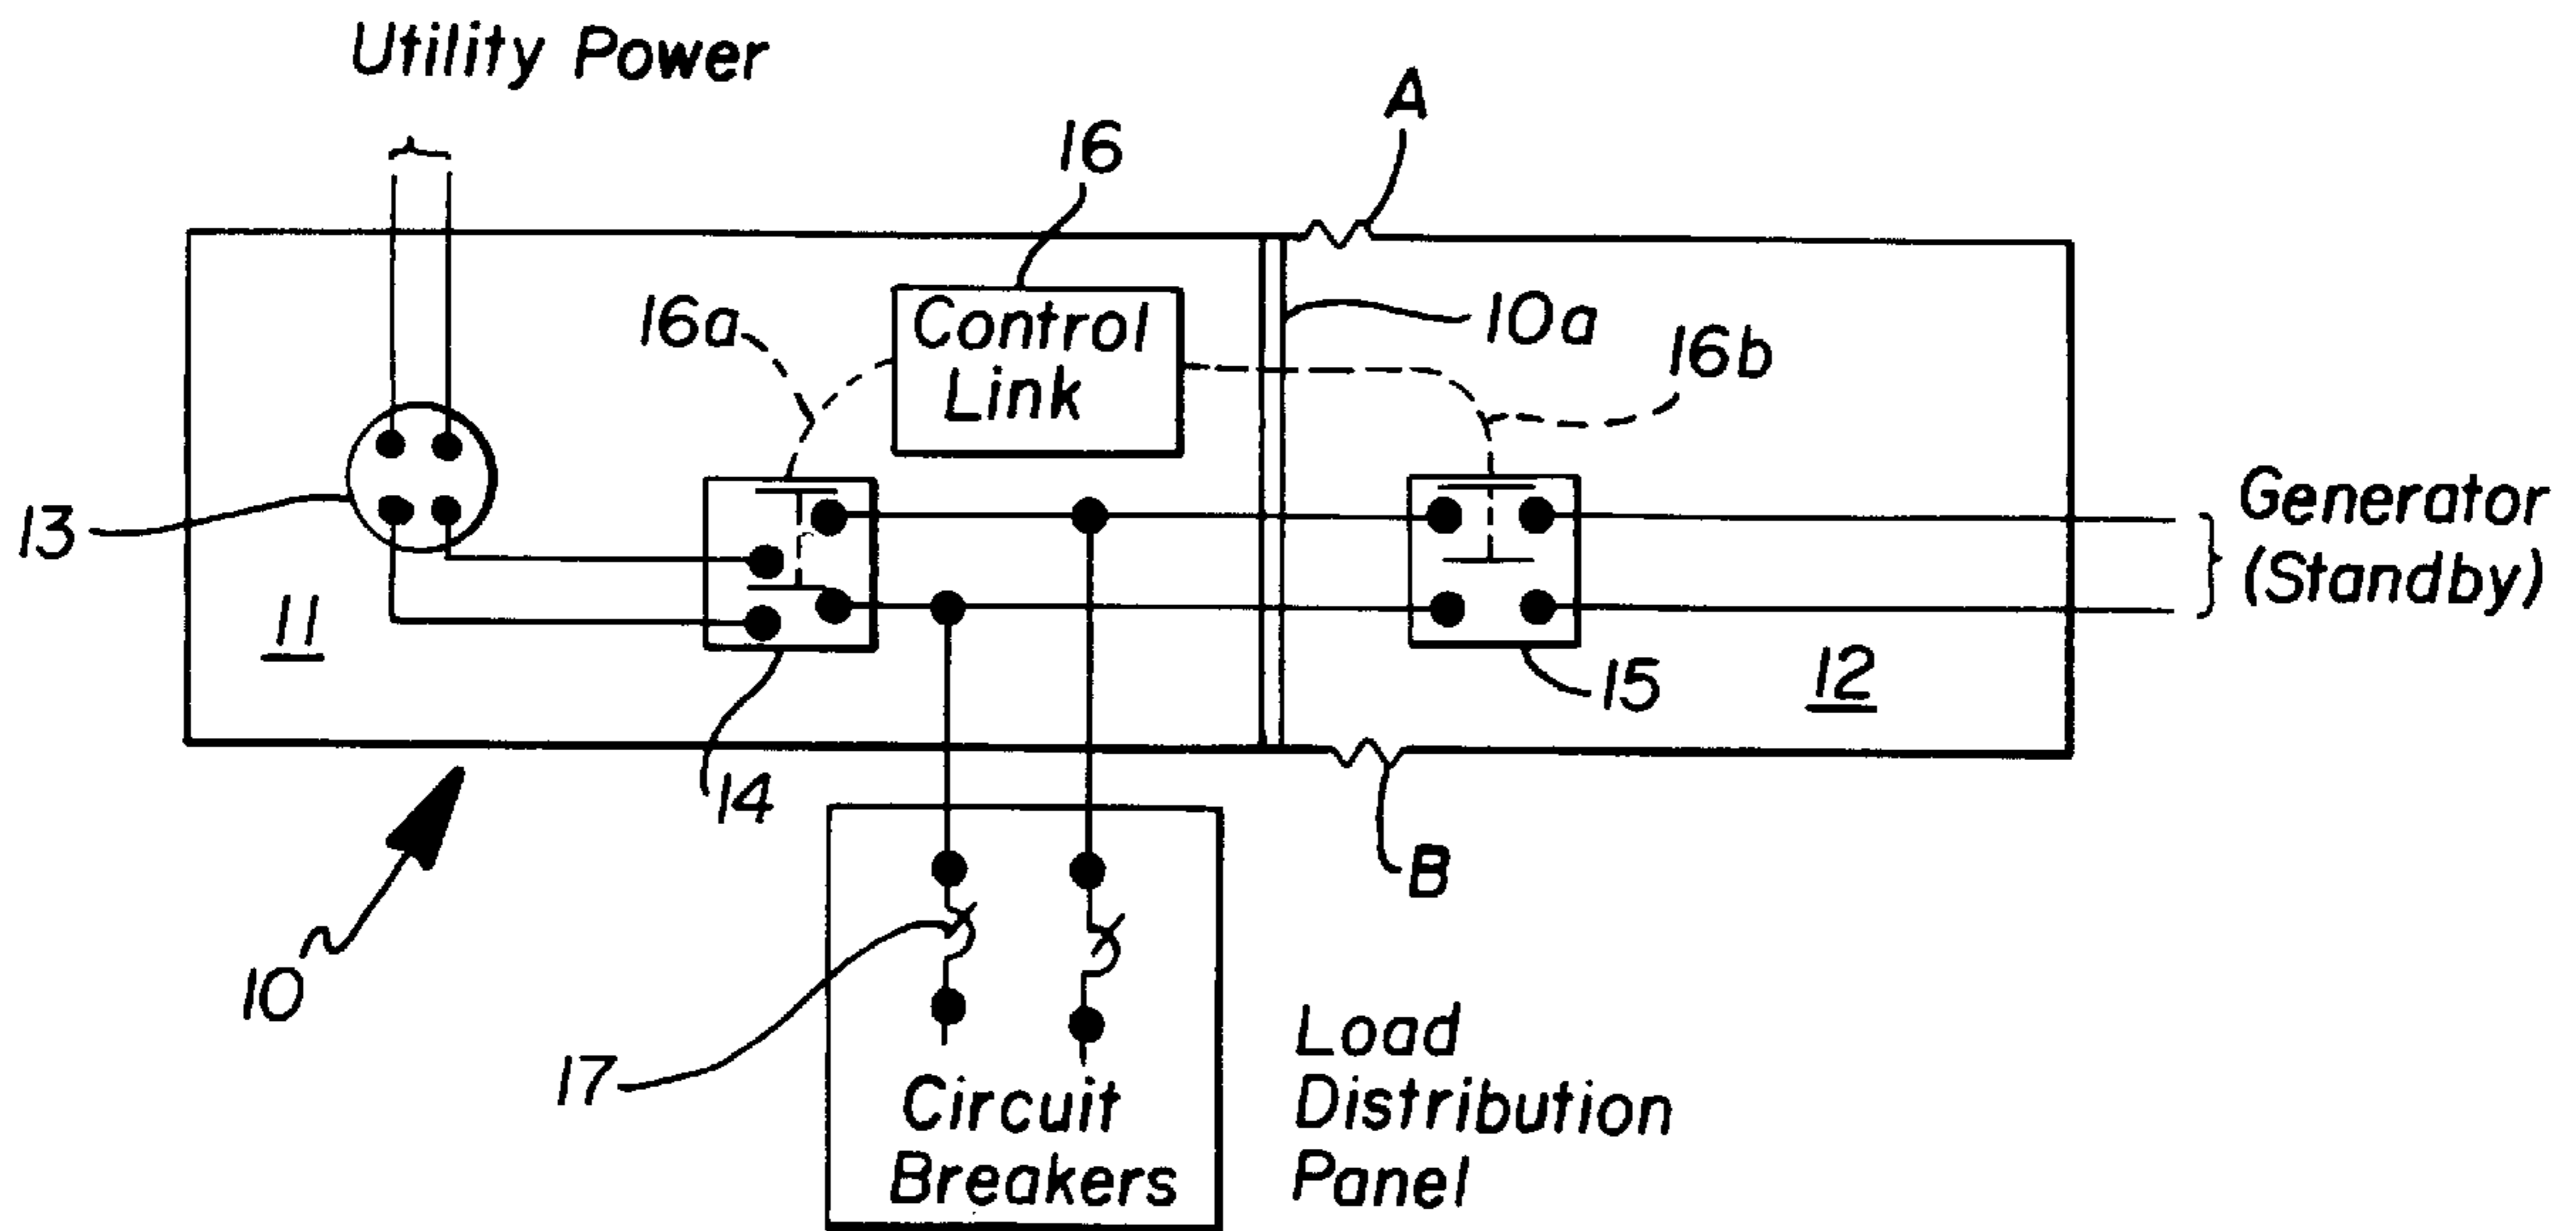 Utility Power
A
16
16a
Control
Link
10a
16b
13
Generator
(Standby)
11
15
12
14
B
10
17
Circuit
Breakers
Load
Distribution
Panel